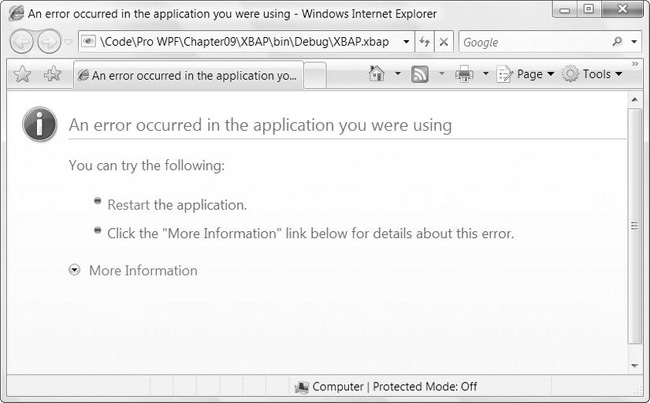 An error occurred in the application you were using - Windows Internet Explorer
\Code\Pro WPF\Chapter09\XBAP\bin\Debug\XBAP.xbap
Google
An error occurred in the application yo...
Page
Tools
An error occurred in the application you were using
You can try the following:
Restart the application.
Click the "More Information" link below for details about this error.
More Information
Computer | Protected Mode: Off